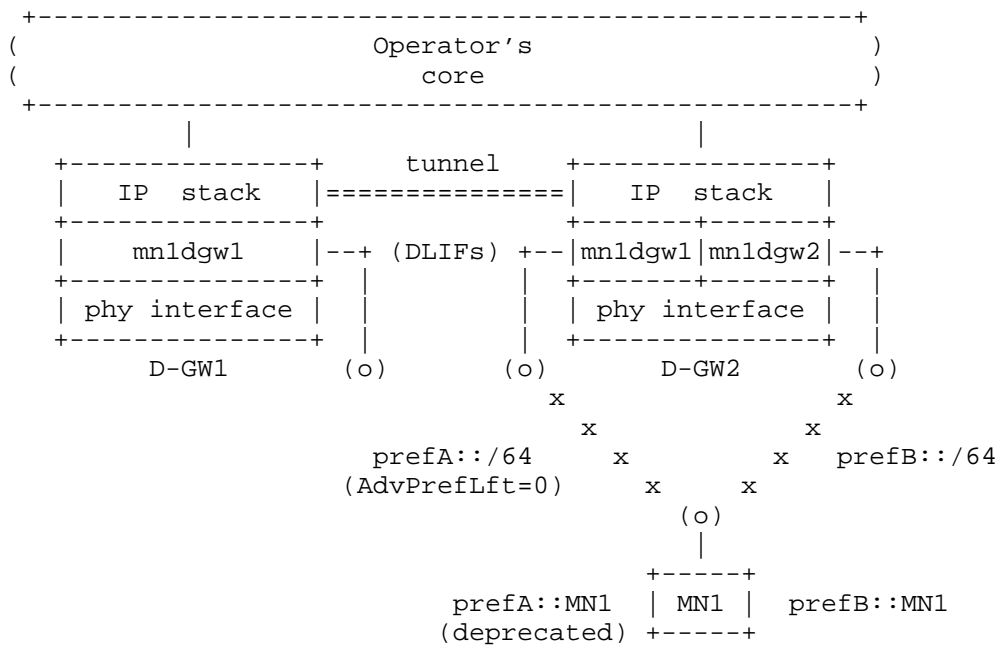 Operator's
core
tunnel
IP stack IP stack
mn1dgw1 (DLIFs) mn1dgw1 mn1dgw2
phy interface phy interface
D-GW1 (o) (o) D-GW2 (o)
x x
x x
prefA::/64 x x prefB::/64
(AdvPrefLft=0) x x
(o)
prefA::MN1 MN1 prefB::MN1
(deprecated)